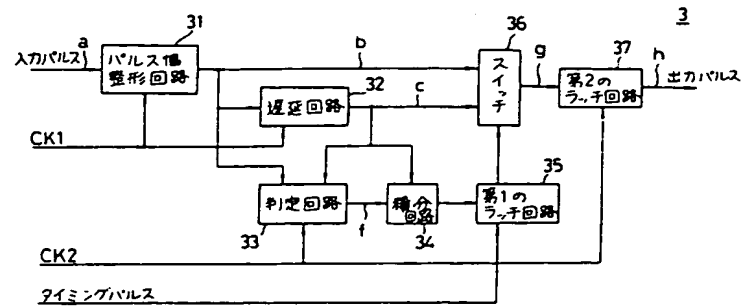 3
31
36
入力パルス
a
パルス幅
整形回路
b
スイッチ
g
37
第2の
ラッチ回路
h
出力パルス
32
遅延回路
c
CK1
35
判定回路
33
f
積分
回路
34
第1の
ラッチ回路
CK2
タイミングパルス